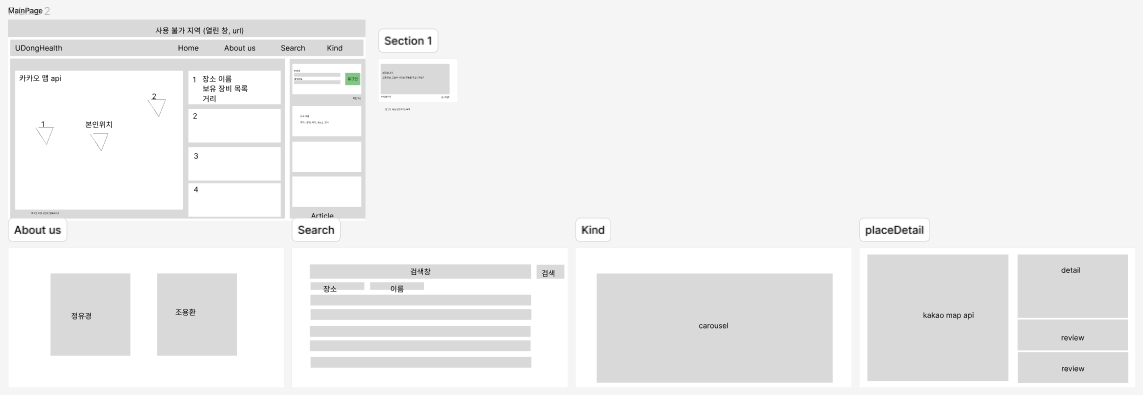 MainPage 2
사용 불가 지역 (열린 창, url)
UDongHealth Home About us Search Kind
카카오 맵 api
1
본인위치
2
1 장소 이름
보유 장비 목록
거리
2
3
4
로그인
Article
Section 1
About us
정유경
조용환
Search
검색창 검색
장소 이름
Kind
carousel
placeDetail
kakao map api
detail
review
review